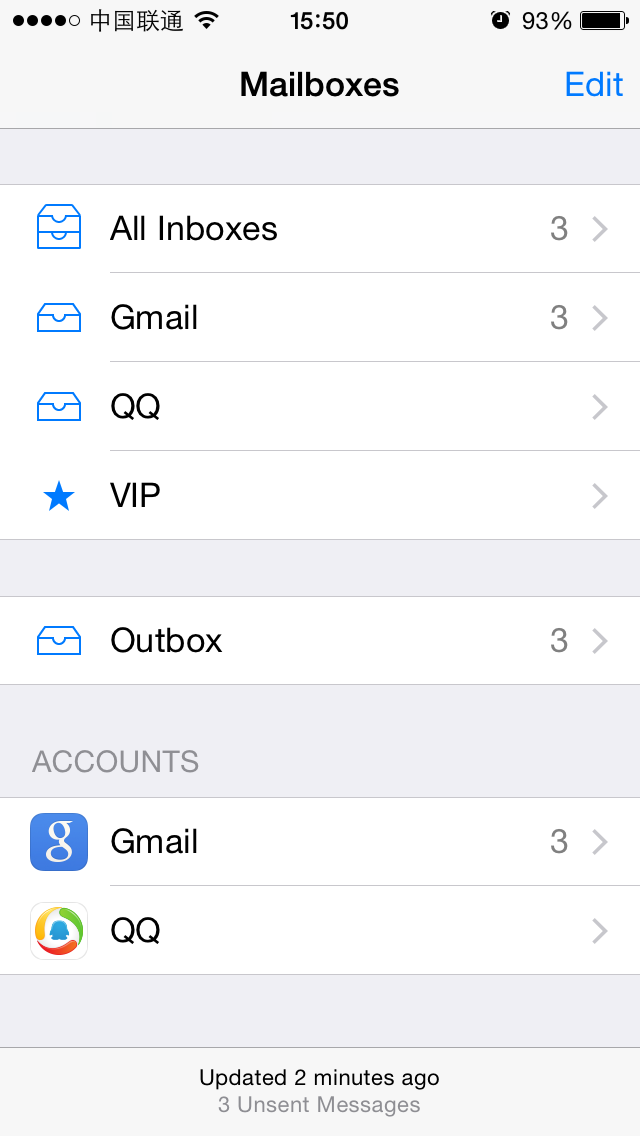 中国联通 15:50 93%
Mailboxes Edit
All Inboxes 3
Gmail 3
QQ
VIP
Outbox 3
ACCOUNTS
g Gmail 3
QQ
Updated 2 minutes ago
3 Unsent Messages